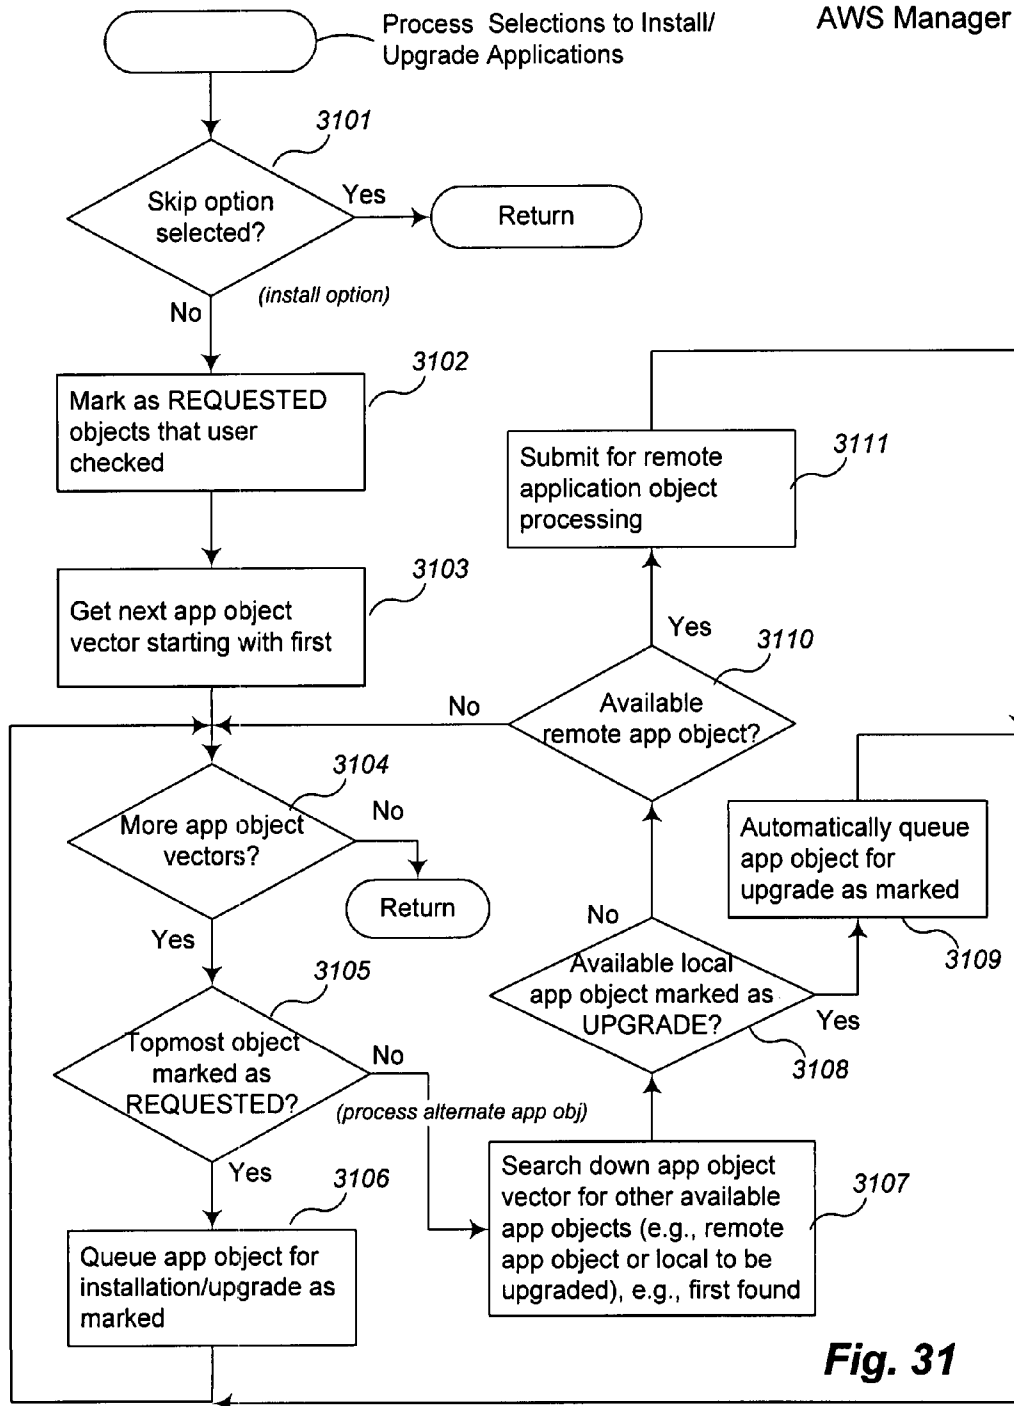 Process Selections to Install/
Upgrade Applications
AWS Manager
3101
Skip option
selected?
Yes
Return
(install option)
No
3102
Mark as REQUESTED
objects that user
checked
3103
Get next app object
vector starting with first
3111
Submit for remote
application object
processing
Yes
3110
Available
remote app object?
No
3104
More app object
vectors?
No
Return
Yes
Automatically queue
app object for
upgrade as marked
3109
No
Available local
app object marked as
UPGRADE?
Yes
3108
3105
Topmost object
marked as
REQUESTED?
No
(process alternate app obj)
Yes
3106
Queue app object for
installation/upgrade as
marked
3107
Search down app object
vector for other available
app objects (e.g., remote
app object or local to be
upgraded), e.g., first found
Fig. 31